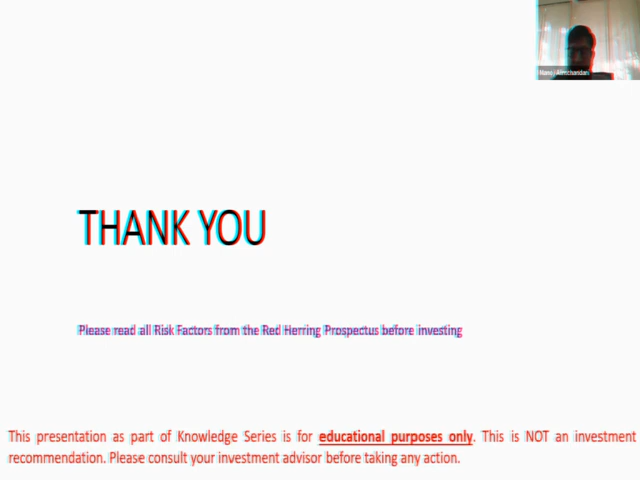 THANK YOU
Please read all Risk Factors from the Red Herring Prospectus before investing
This presentation as part of Knowledge Series is for educational purposes only. This is NOT an investment
recommendation. Please consult your investment advisor before taking any action.